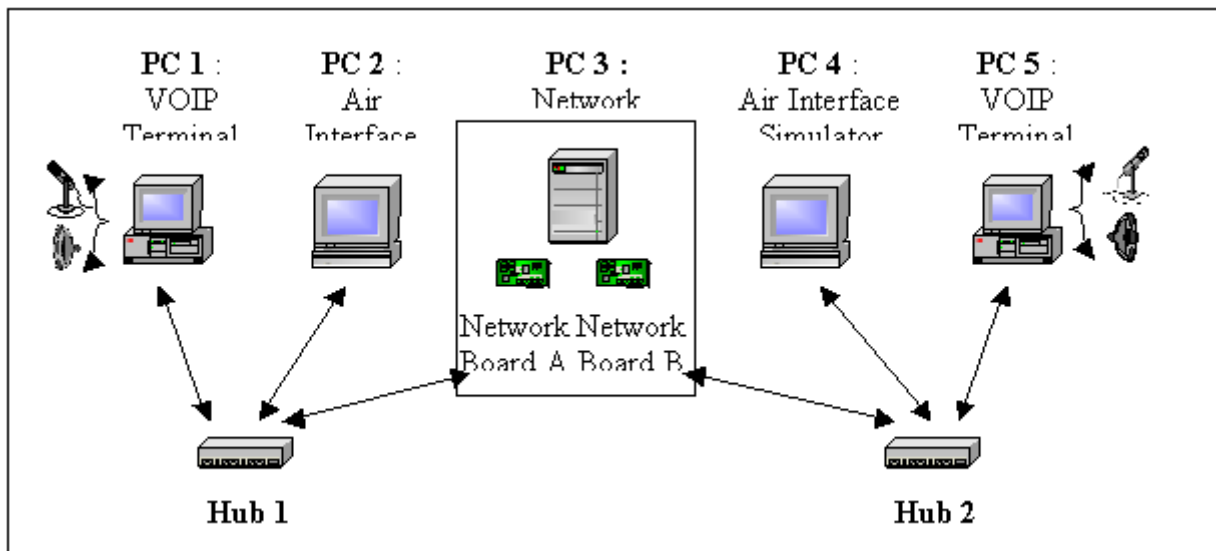 PC 1 :
VOIP
Terminal
PC 2 :
Air
Interface
PC 3 :
Network
PC 4 :
Air Interface
Simulator
PC 5 :
VOIP
Terminal
Network
Board A
Network
Board B
Hub 1
Hub 2